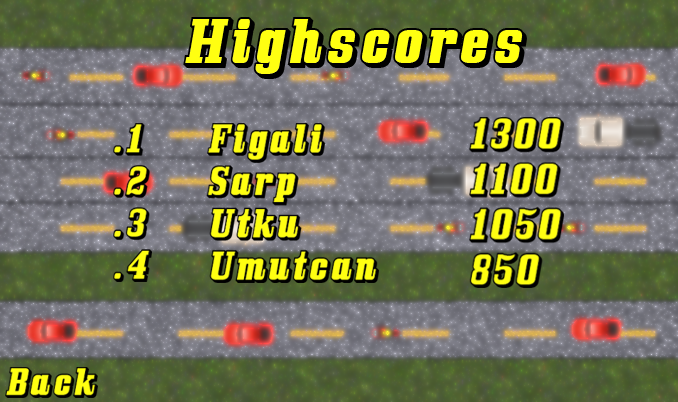 Highscores
.1 Figali 1300
.2 Sarp 1100
.3 Utku 1050
.4 Umutcan 850
Back